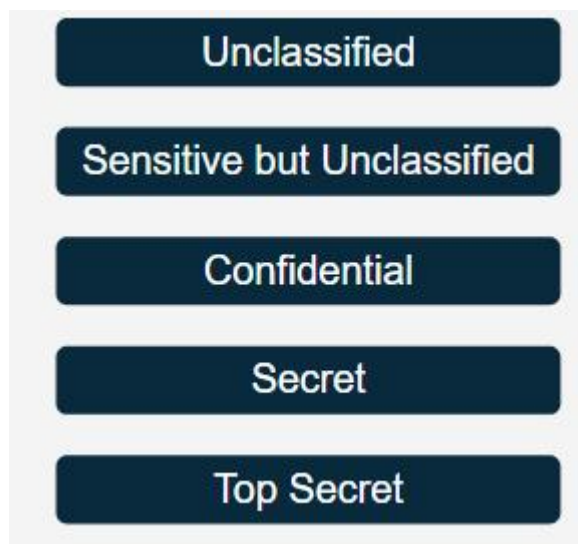 Unclassified
Sensitive but Unclassified
Confidential
Secret
Top Secret